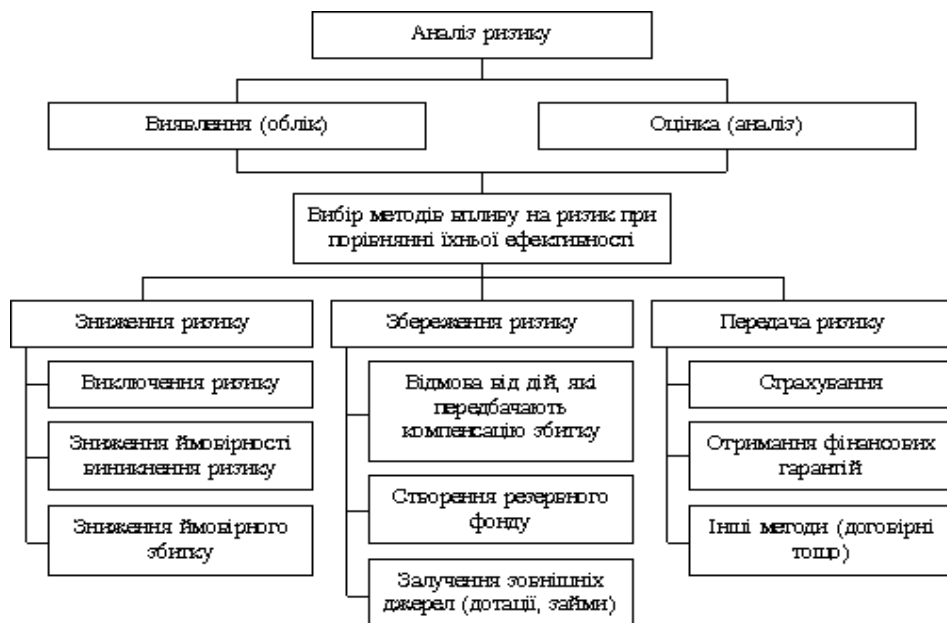 Аналіз ризику
Виявлення (облік)
Оцінка (аналіз)
Вибір методів впливу на ризик при
порівнянні їхньої ефективності
Зниження ризику
Збереження ризику
Передача ризику
Виключення ризику
Зниження ймовірності
виникнення ризику
Зниження ймовірного
збитку
Відмова від дій, які
передбачають
компенсацію збитку
Створення резервного
фонду
Залучення зовнішніх
джерел (дотації, займи)
Страхування
Отримання фінансових
гарантій
Інші методи (договірні
тощо)